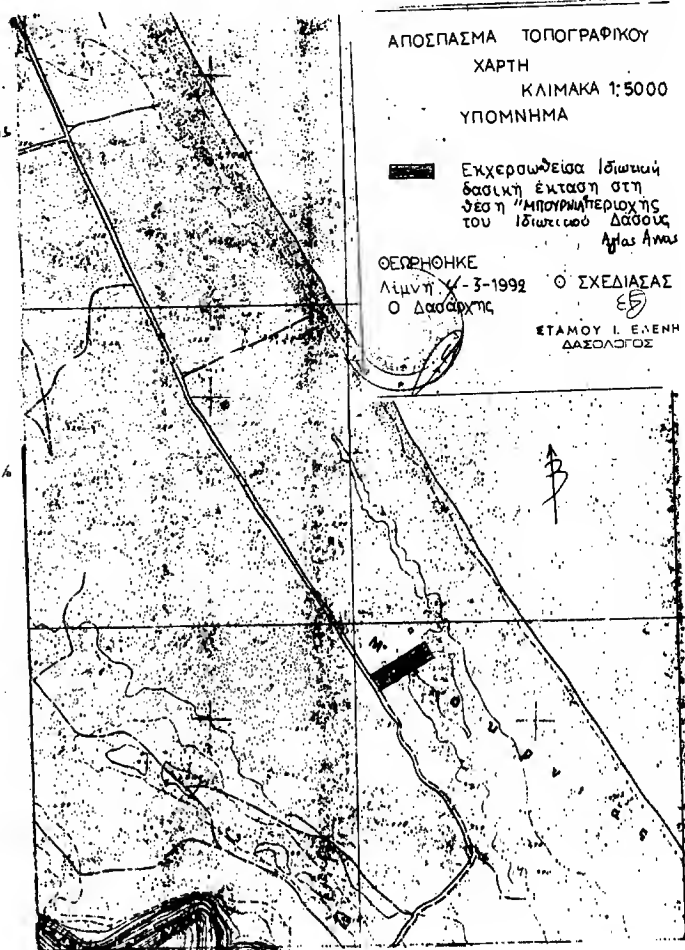 ΑΠΟΣΠΑΣΜΑ ΤΟΠΟΓΡΑΦΙΚΟΥ
ΧΑΡΤΗ
ΚΛΙΜΑΚΑ 1:5000
ΥΠΟΜΝΗΜΑ
Εκχερσωθείσα Ιδιωτική
δασική έκταση στη
θέση "ΜΠΟΥΡΝΙΑ" περιοχής
του Ιδιωτικού Δάσους
Αγίας Άννας
ΘΕΩΡΗΘΗΚΕ
Λίμνη -3-1992
Ο Δασάρχης
Ο ΣΧΕΔΙΑΣΑΣ
ΣΤΑΜΟΥ Ι. ΕΛΕΝΗ
ΔΑΣΟΛΟΓΟΣ
Β